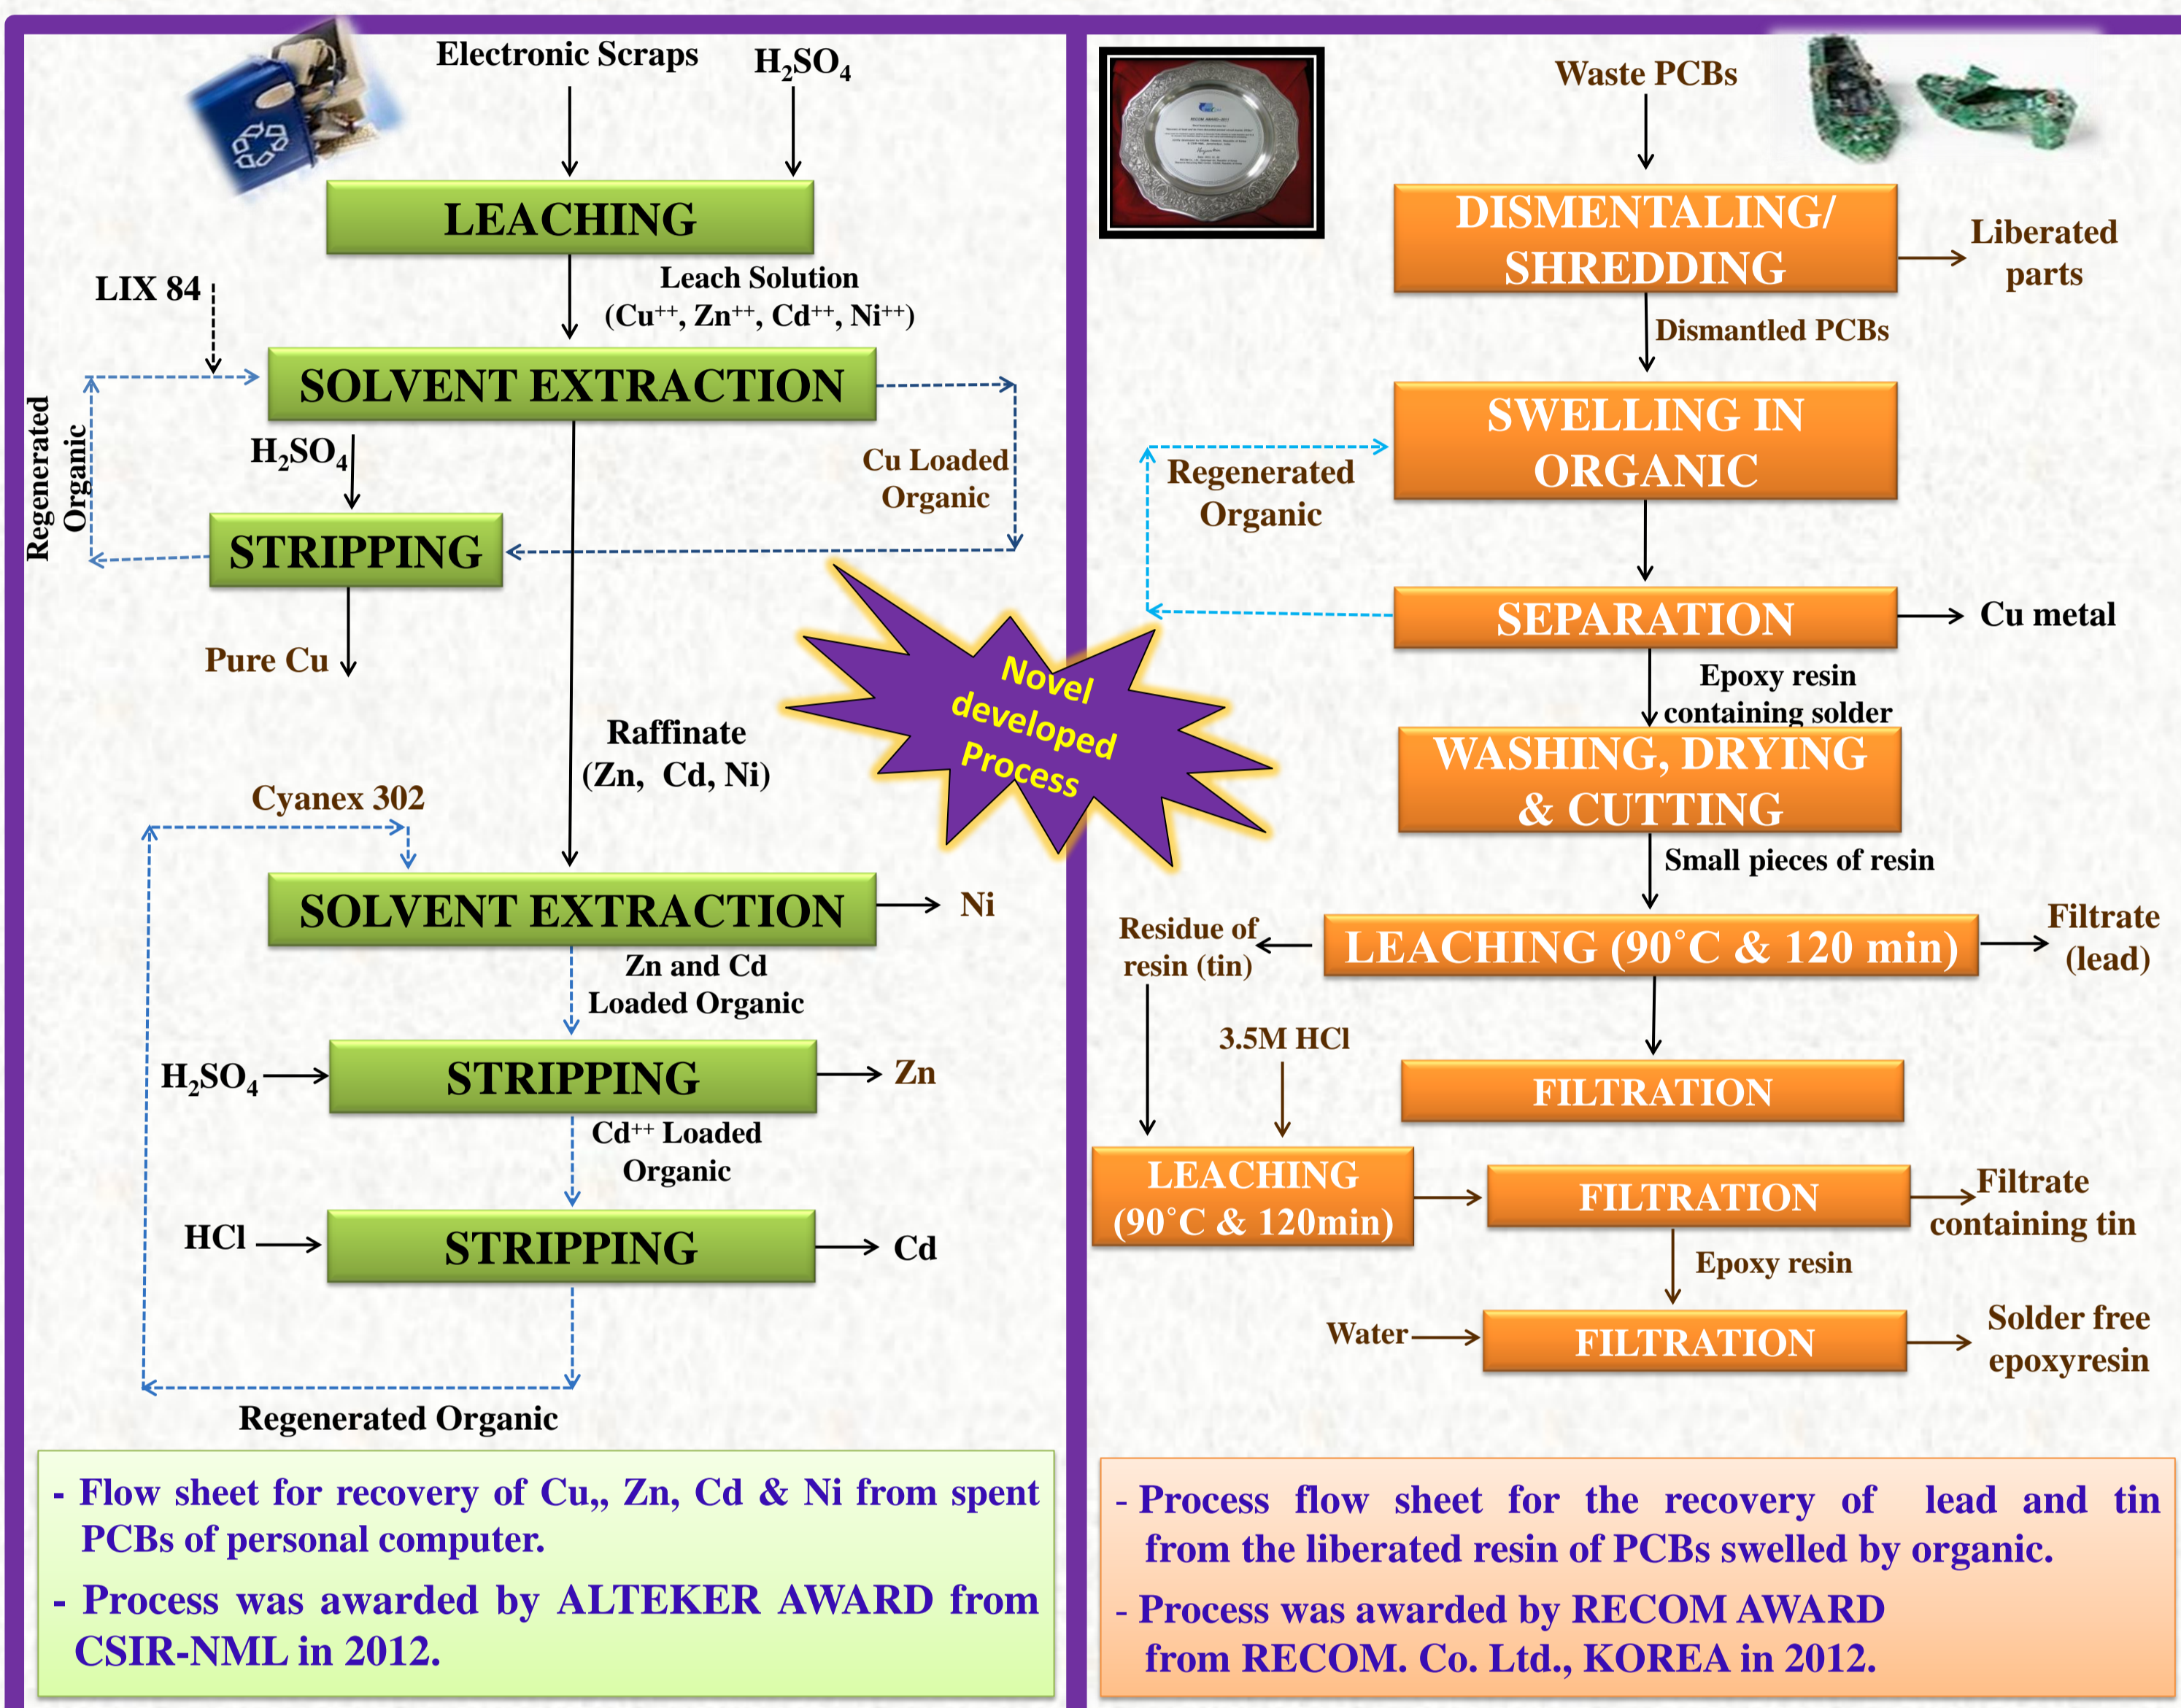 Electronic Scraps
H₂SO₄
LEACHING
Leach Solution
(Cu⁺⁺, Zn⁺⁺, Cd⁺⁺, Ni⁺⁺)
LIX 84
SOLVENT EXTRACTION
Regenerated
Organic
H₂SO₄
Cu Loaded
Organic
STRIPPING
Pure Cu
Raffinate
(Zn, Cd, Ni)
Cyanex 302
SOLVENT EXTRACTION
Ni
Zn and Cd
Loaded Organic
H₂SO₄
STRIPPING
Zn
Cd⁺⁺ Loaded
Organic
HCl
STRIPPING
Cd
Regenerated Organic
- Flow sheet for recovery of Cu,, Zn, Cd & Ni from spent
PCBs of personal computer.
- Process was awarded by ALTEKER AWARD from
CSIR-NML in 2012.
Novel
developed
Process
RECOM AWARD-2011
Waste PCBs
DISMENTALING/
SHREDDING
Liberated
parts
Dismantled PCBs
SWELLING IN
ORGANIC
Regenerated
Organic
SEPARATION
Cu metal
Epoxy resin
containing solder
WASHING, DRYING
& CUTTING
Small pieces of resin
Residue of
resin (tin)
LEACHING (90°C & 120 min)
Filtrate
(lead)
3.5M HCl
FILTRATION
LEACHING
(90°C & 120min)
FILTRATION
Filtrate
containing tin
Epoxy resin
Water
FILTRATION
Solder free
epoxyresin
- Process flow sheet for the recovery of lead and tin
from the liberated resin of PCBs swelled by organic.
- Process was awarded by RECOM AWARD
from RECOM. Co. Ltd., KOREA in 2012.